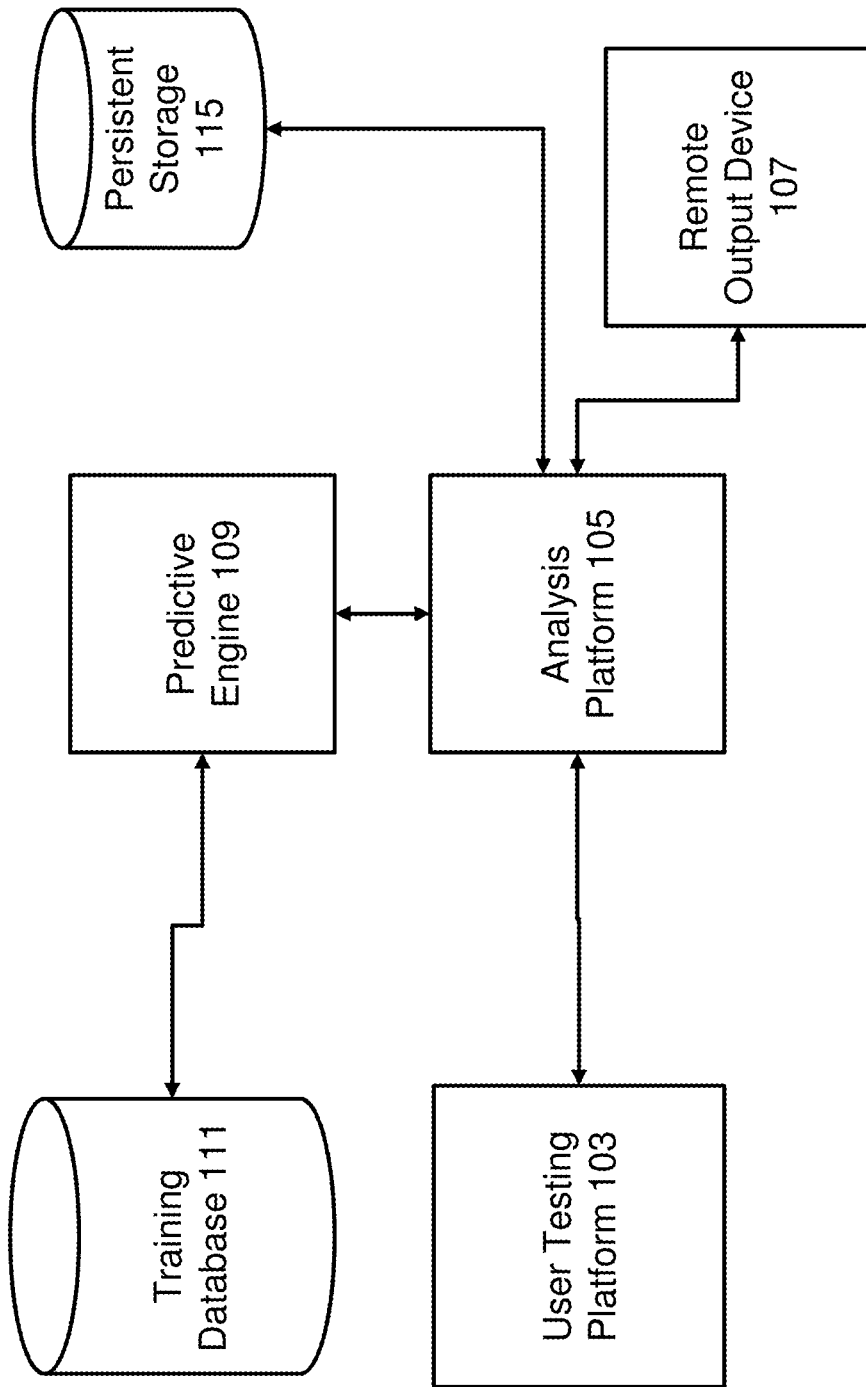 Training
Database 111
Predictive
Engine 109
Persistent
Storage
115
User Testing
Platform 103
Analysis
Platform 105
Remote
Output Device
107